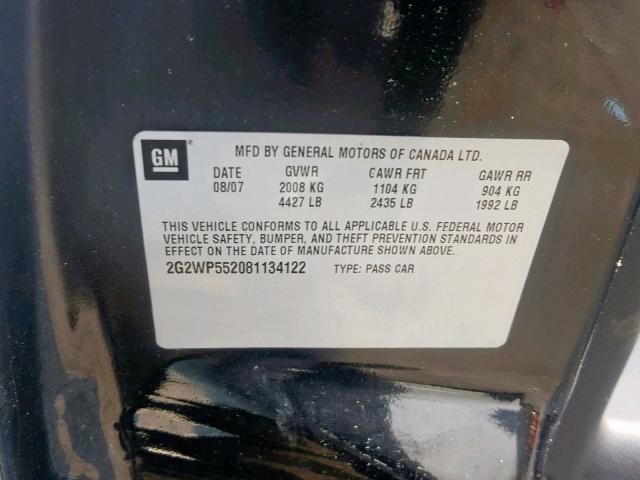 GM
MFD BY GENERAL MOTORS OF CANADA LTD.
DATE GVWR GAWR FRT GAWR RR
08/07 2008 KG 1104 KG 904 KG
4427 LB 2435 LB 1992 LB
THIS VEHICLE CONFORMS TO ALL APPLICABLE U.S. FEDERAL MOTOR
VEHICLE SAFETY, BUMPER, AND THEFT PREVENTION STANDARDS IN
EFFECT ON THE DATE OF MANUFACTURE SHOWN ABOVE.
2G2WP552081134122 TYPE: PASS CAR